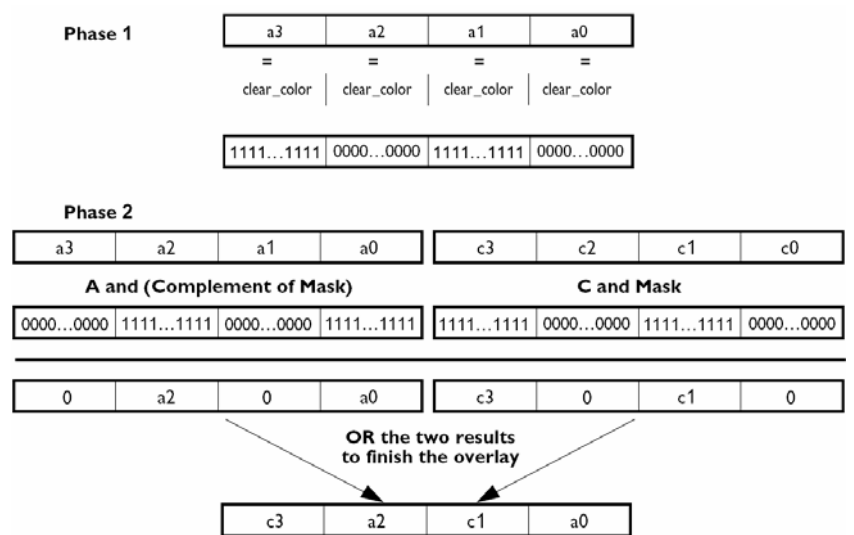 Phase 1
a3 a2 a1 a0
= = = =
clear_color clear_color clear_color clear_color
1111...1111 0000...0000 1111...1111 0000...0000
Phase 2
a3 a2 a1 a0 c3 c2 c1 c0
A and (Complement of Mask) C and Mask
0000...0000 1111...1111 0000...0000 1111...1111 1111...1111 0000...0000 1111...1111 0000...0000
0 a2 0 a0 c3 0 c1 0
OR the two results
to finish the overlay
c3 a2 c1 a0